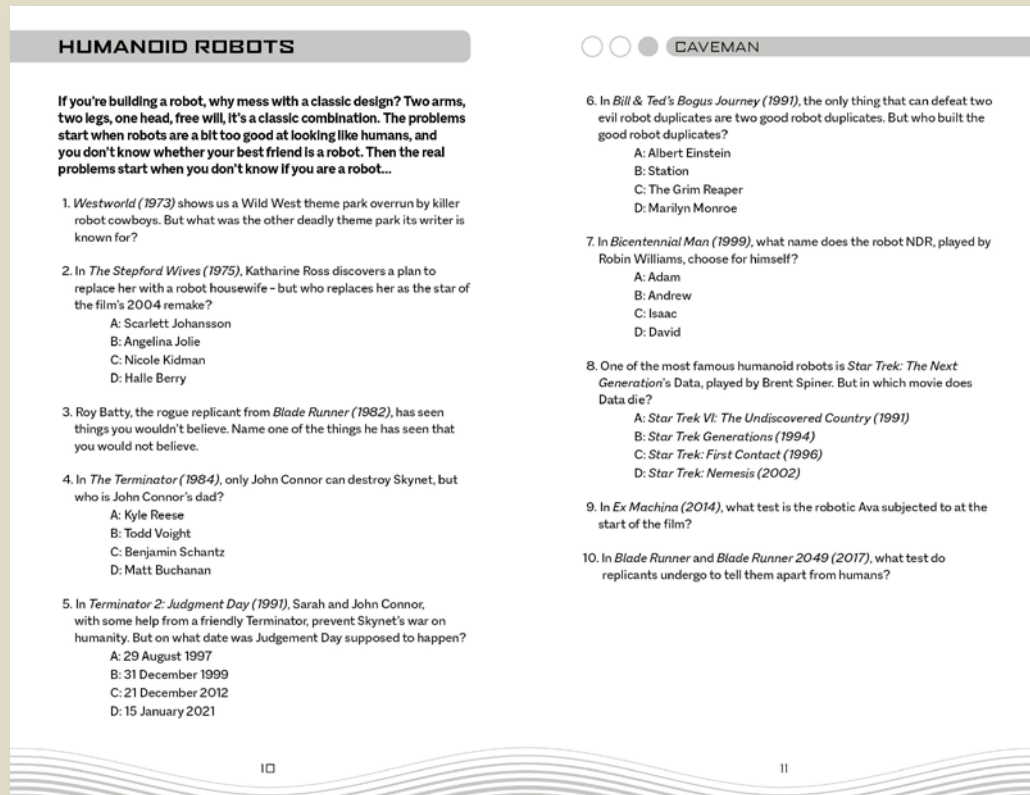 HUMANOID ROBOTS
If you're building a robot, why mess with a classic design? Two arms,
two legs, one head, free will, it's a classic combination. The problems
start when robots are a bit too good at looking like humans, and
you don't know whether your best friend is a robot. Then the real
problems start when you don't know if you are a robot...
1. Westworld (1973) shows us a Wild West theme park overrun by killer
robot cowboys. But what was the other deadly theme park its writer is
known for?
2. In The Stepford Wives (1975), Katharine Ross discovers a plan to
replace her with a robot housewife – but who replaces her as the star of
the film's 2004 remake?
A: Scarlett Johansson
B: Angelina Jolie
C: Nicole Kidman
D: Halle Berry
3. Roy Batty, the rogue replicant from Blade Runner (1982), has seen
things you wouldn't believe. Name one of the things he has seen that
you would not believe.
4. In The Terminator (1984), only John Connor can destroy Skynet, but
who is John Connor's dad?
A: Kyle Reese
B: Todd Voight
C: Benjamin Schantz
D: Matt Buchanan
5. In Terminator 2: Judgment Day (1991), Sarah and John Connor,
with some help from a friendly Terminator, prevent Skynet's war on
humanity. But on what date was Judgement Day supposed to happen?
A: 29 August 1997
B: 31 December 1999
C: 21 December 2012
D: 15 January 2021
10
CAVEMAN
6. In Bill & Ted's Bogus Journey (1991), the only thing that can defeat two
evil robot duplicates are two good robot duplicates. But who built the
good robot duplicates?
A: Albert Einstein
B: Station
C: The Grim Reaper
D: Marilyn Monroe
7. In Bicentennial Man (1999), what name does the robot NDR, played by
Robin Williams, choose for himself?
A: Adam
B: Andrew
C: Isaac
D: David
8. One of the most famous humanoid robots is Star Trek: The Next
Generation's Data, played by Brent Spiner. But in which movie does
Data die?
A: Star Trek VI: The Undiscovered Country (1991)
B: Star Trek Generations (1994)
C: Star Trek: First Contact (1996)
D: Star Trek: Nemesis (2002)
9. In Ex Machina (2014), what test is the robotic Ava subjected to at the
start of the film?
10. In Blade Runner and Blade Runner 2049 (2017), what test do
replicants undergo to tell them apart from humans?
11